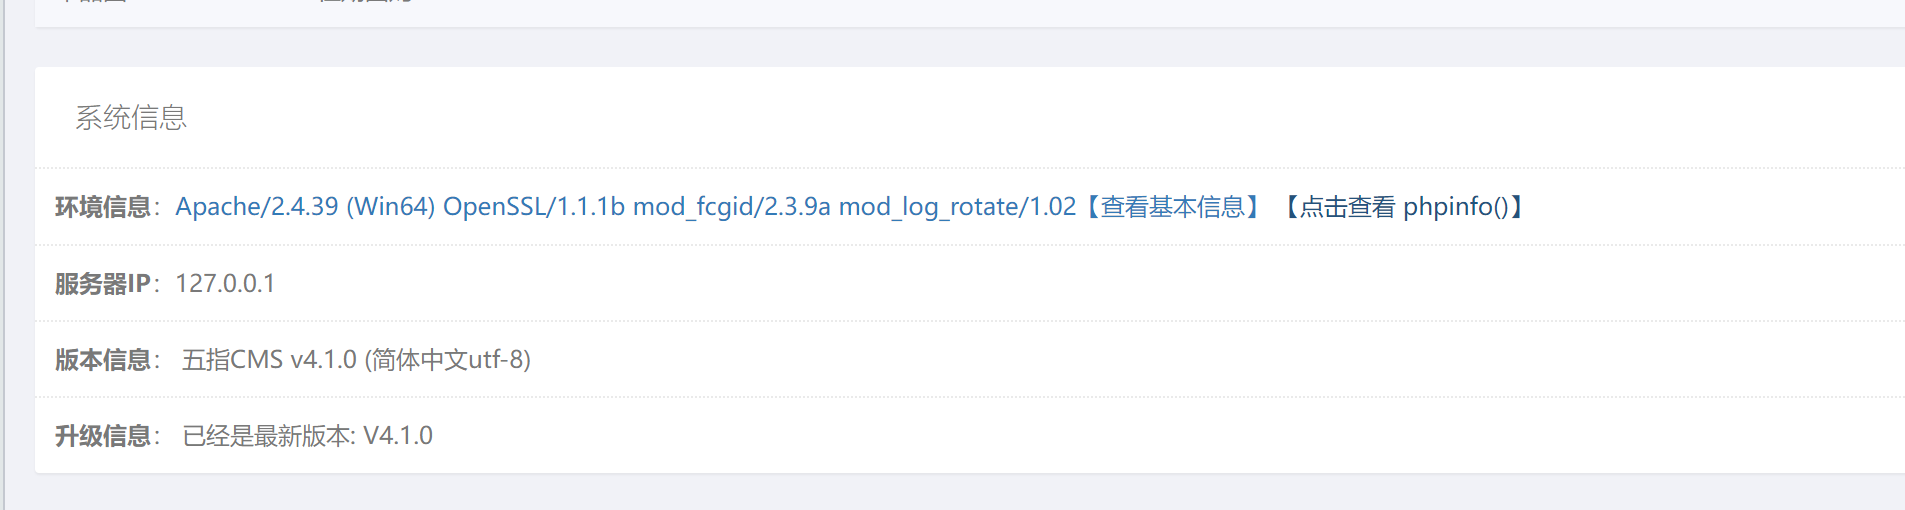 系统信息
环境信息：Apache/2.4.39 (Win64) OpenSSL/1.1.1b mod_fcgid/2.3.9a mod_log_rotate/1.02【查看基本信息】 【点击查看 phpinfo()】
服务器IP：127.0.0.1
版本信息： 五指CMS v4.1.0 (简体中文utf-8)
升级信息： 已经是最新版本: V4.1.0